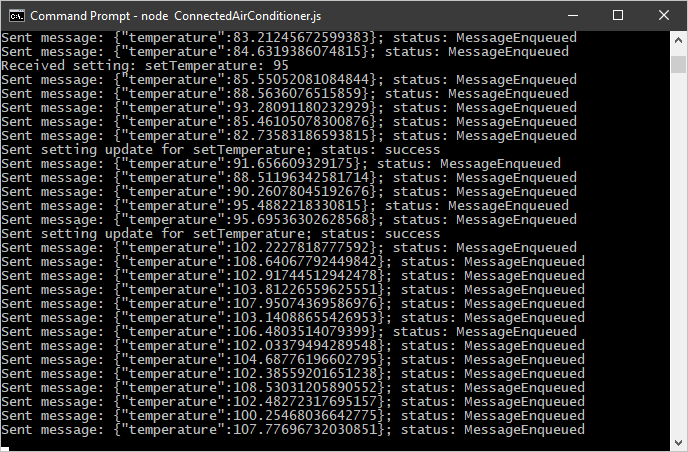 Command Prompt - node ConnectedAirConditioner.js
Sent message: {"temperature":83.21245672599383}; status: MessageEnqueued
Sent message: {"temperature":84.6319386074815}; status: MessageEnqueued
Received setting: setTemperature: 95
Sent message: {"temperature":85.55052081084844}; status: MessageEnqueued
Sent message: {"temperature":88.5636076515859}; status: MessageEnqueued
Sent message: {"temperature":93.28091180232929}; status: MessageEnqueued
Sent message: {"temperature":85.46105078300876}; status: MessageEnqueued
Sent message: {"temperature":82.73583186593815}; status: MessageEnqueued
Sent setting update for setTemperature; status: success
Sent message: {"temperature":91.656609329175}; status: MessageEnqueued
Sent message: {"temperature":88.51196342581714}; status: MessageEnqueued
Sent message: {"temperature":90.26078045192676}; status: MessageEnqueued
Sent message: {"temperature":95.4882218330815}; status: MessageEnqueued
Sent message: {"temperature":95.69536302628568}; status: MessageEnqueued
Sent setting update for setTemperature; status: success
Sent message: {"temperature":102.2227818777592}; status: MessageEnqueued
Sent message: {"temperature":108.64067792449842}; status: MessageEnqueued
Sent message: {"temperature":102.91744512942478}; status: MessageEnqueued
Sent message: {"temperature":103.81226559625551}; status: MessageEnqueued
Sent message: {"temperature":107.95074369586976}; status: MessageEnqueued
Sent message: {"temperature":103.14088655426953}; status: MessageEnqueued
Sent message: {"temperature":106.4803514079399}; status: MessageEnqueued
Sent message: {"temperature":102.03379494289548}; status: MessageEnqueued
Sent message: {"temperature":104.68776196602795}; status: MessageEnqueued
Sent message: {"temperature":102.38559201651238}; status: MessageEnqueued
Sent message: {"temperature":108.53031205890552}; status: MessageEnqueued
Sent message: {"temperature":102.48272317695157}; status: MessageEnqueued
Sent message: {"temperature":100.25468036642775}; status: MessageEnqueued
Sent message: {"temperature":107.77696732030851}; status: MessageEnqueued